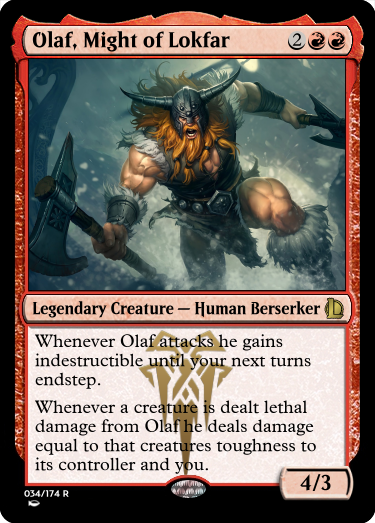 Olaf, Might of Lokfar 2
Legendary Creature — Human Berserker
Whenever Olaf attacks he gains
indestructible until your next turns
endstep.
Whenever a creature is dealt lethal
damage from Olaf he deals damage
equal to that creatures toughness to
its controller and you.
4/3
034/174 R